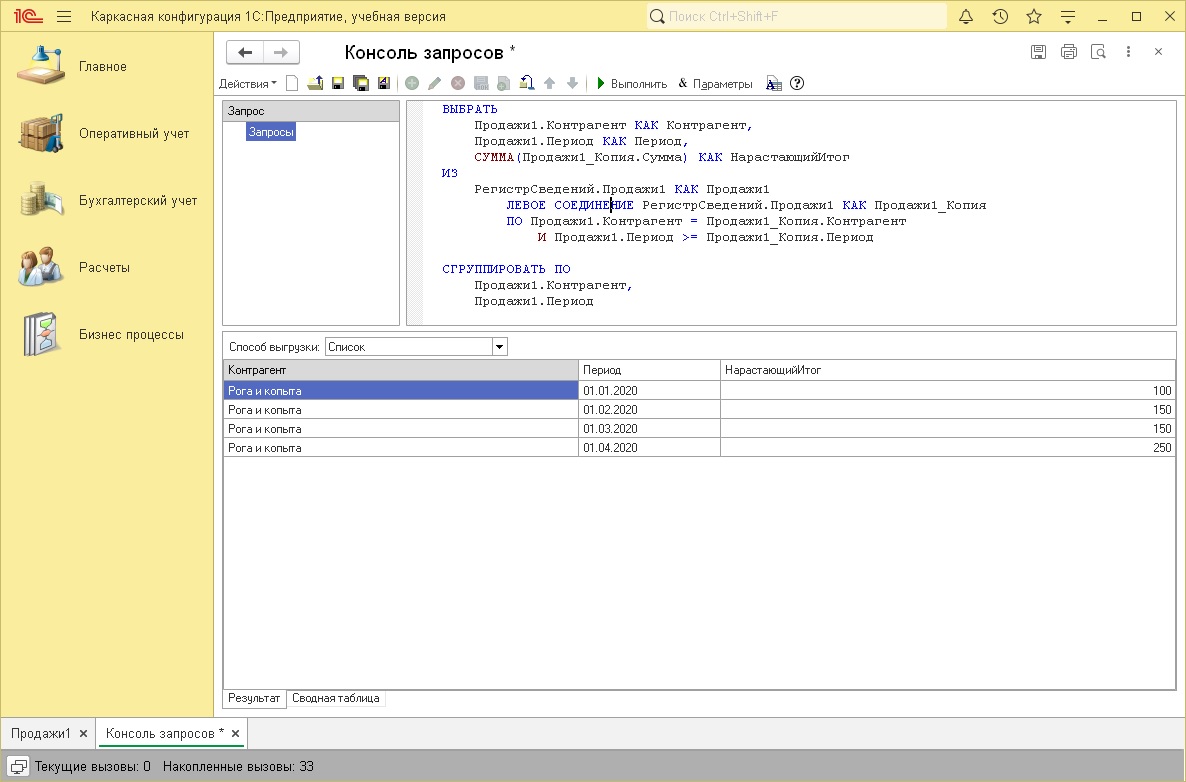 1С Каркасная конфигурация 1С:Предприятие, учебная версия
Поиск Ctrl+Shift+F
Главное
Оперативный учет
Бухгалтерский учет
Расчеты
Бизнес процессы
Консоль запросов *
Действия
Выполнить & Параметры
Запрос
Запросы
ВЫБРАТЬ
Продажи1.Контрагент КАК Контрагент,
Продажи1.Период КАК Период,
СУММА(Продажи1_Копия.Сумма) КАК НарастающийИтог
ИЗ
РегистрСведений.Продажи1 КАК Продажи1
ЛЕВОЕ СОЕДИНЕНИЕ РегистрСведений.Продажи1 КАК Продажи1_Копия
ПО Продажи1.Контрагент = Продажи1_Копия.Контрагент
И Продажи1.Период >= Продажи1_Копия.Период
СГРУППИРОВАТЬ ПО
Продажи1.Контрагент,
Продажи1.Период
Способ выгрузки: Список
Контрагент Период НарастающийИтог
Рога и копыта 01.01.2020 100
Рога и копыта 01.02.2020 150
Рога и копыта 01.03.2020 150
Рога и копыта 01.04.2020 250
Результат Сводная таблица
Продажи1 Консоль запросов *
Текущие вызовы: 0 Накопленные вызовы: 33